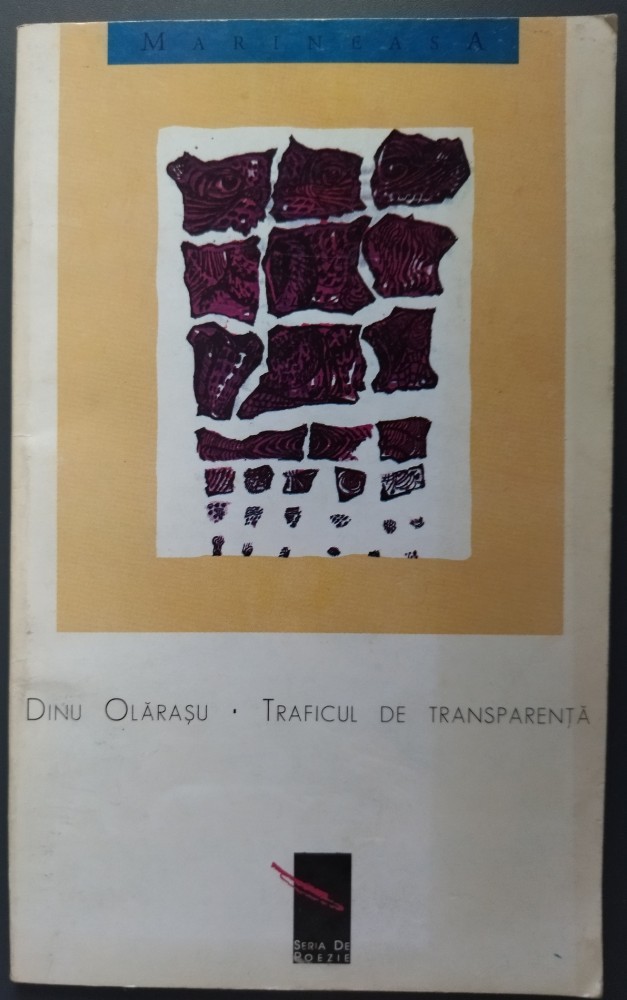 MARINEASA
DINU OLĂRAȘU · TRAFICUL DE TRANSPARENȚĂ
SERIA DE
POEZIE